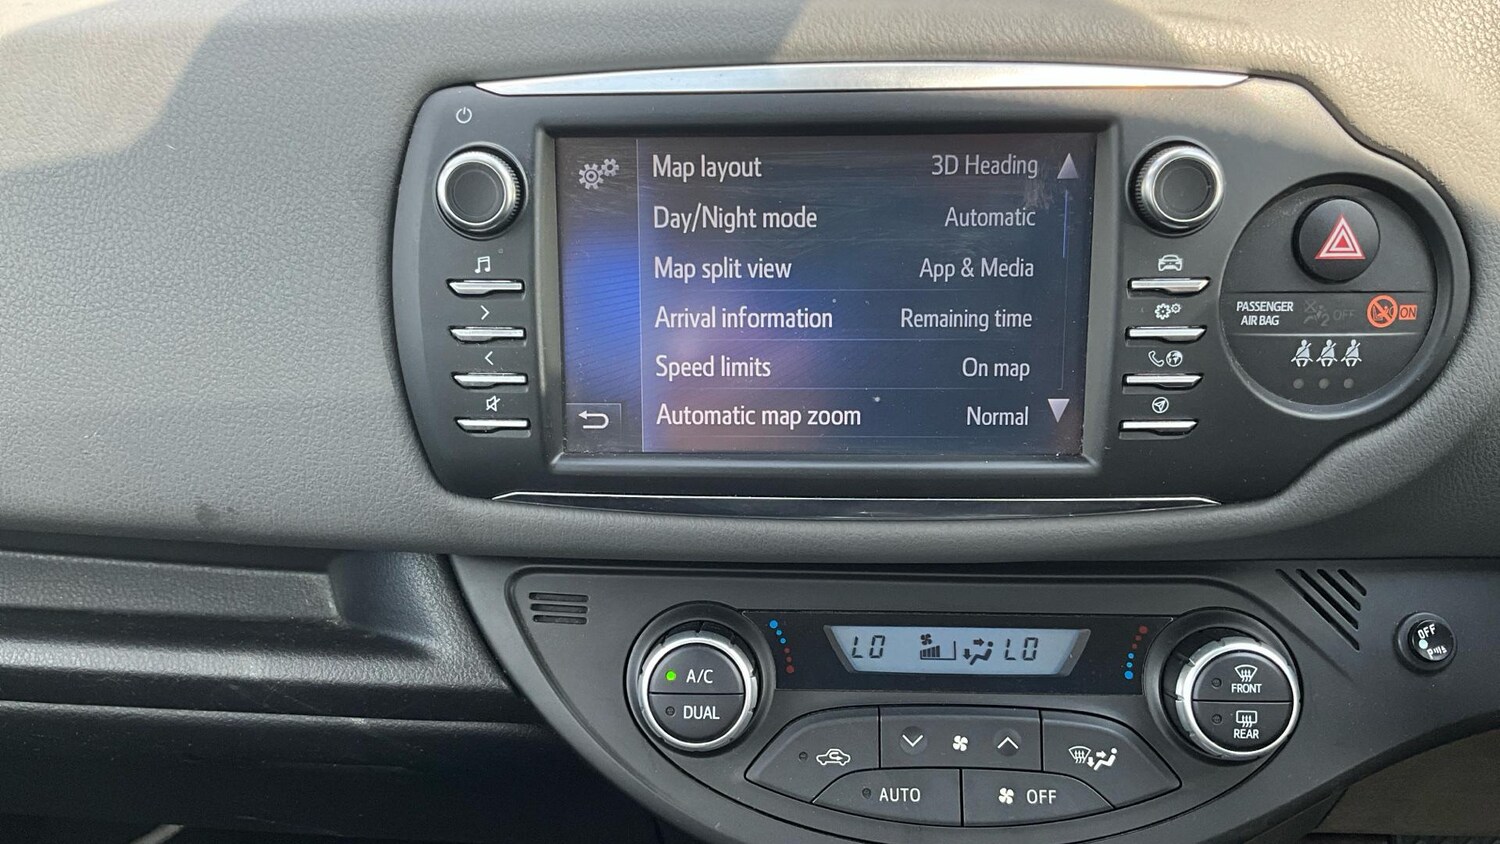 Map layout 3D Heading
Day/Night mode Automatic
Map split view App & Media
Arrival information Remaining time
Speed limits On map
Automatic map zoom Normal
PASSENGER
AIR BAG
2 OFF
ON
LO LO
A/C
DUAL
FRONT
REAR
AUTO
OFF
OFF